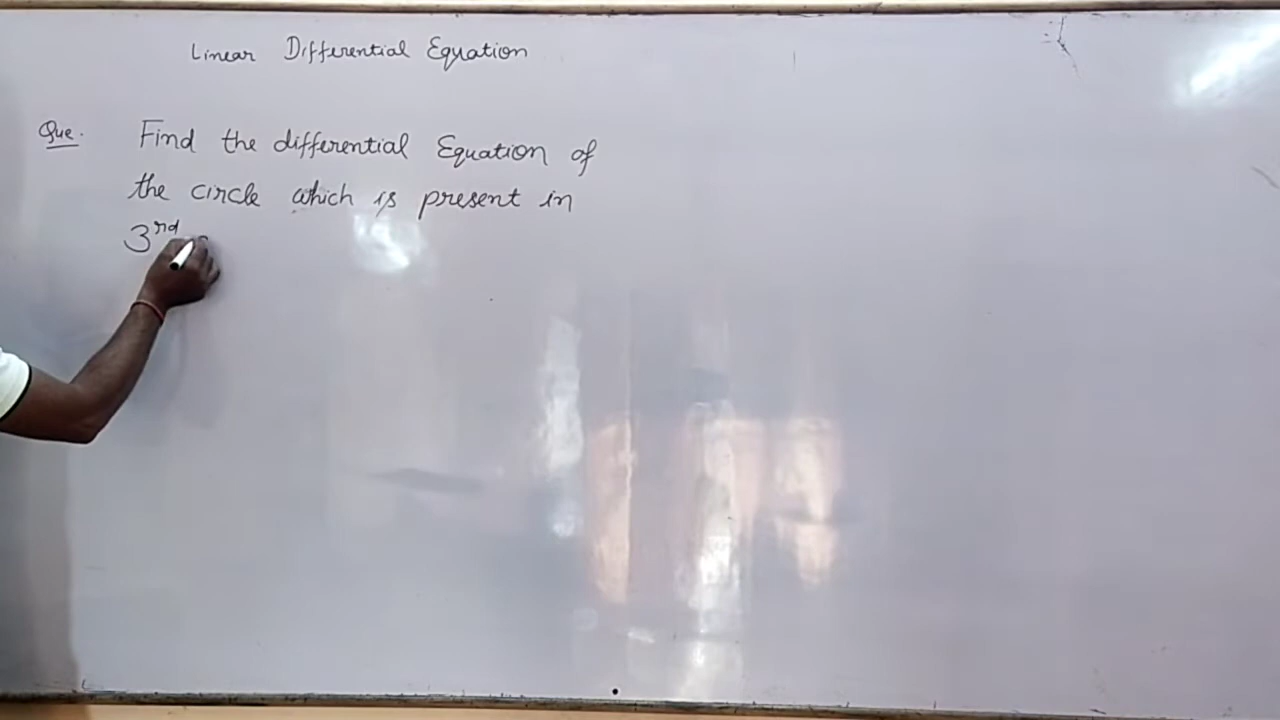 Linear Differential Equation
Que. Find the differential Equation of
the circle which is present in
3rd